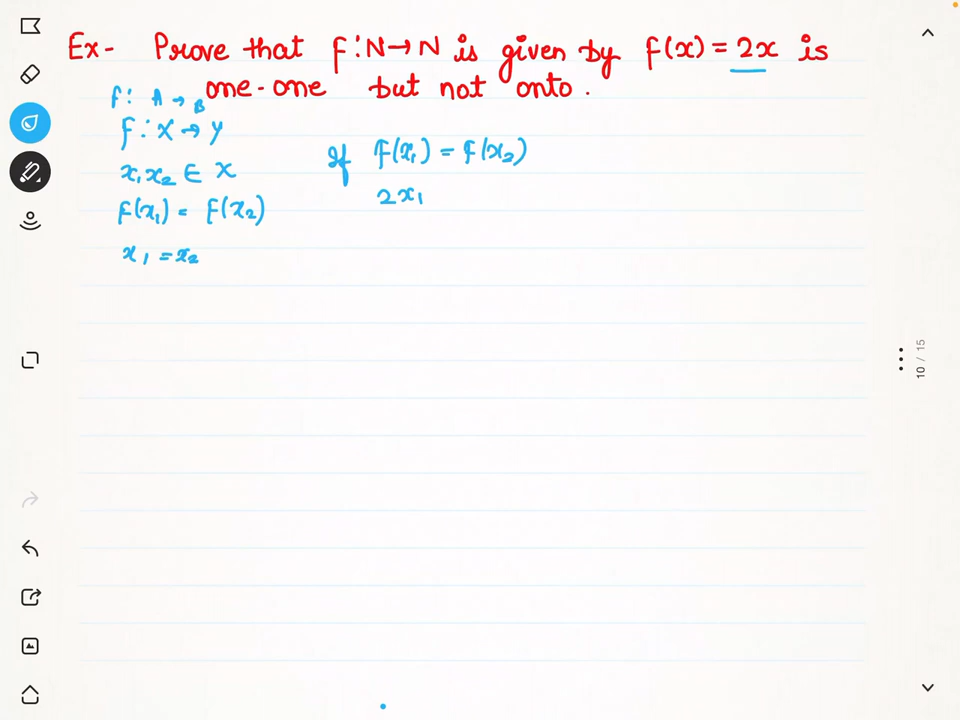 Ex- Prove that f:N→N is given by f(x) = 2x is
one-one but not onto.
f: A → B
f: X → Y
x₁ x₂ ∈ X
f(x₁) = f(x₂)
x₁ = x₂
If f(x₁) = f(x₂)
2x₁
10 / 15